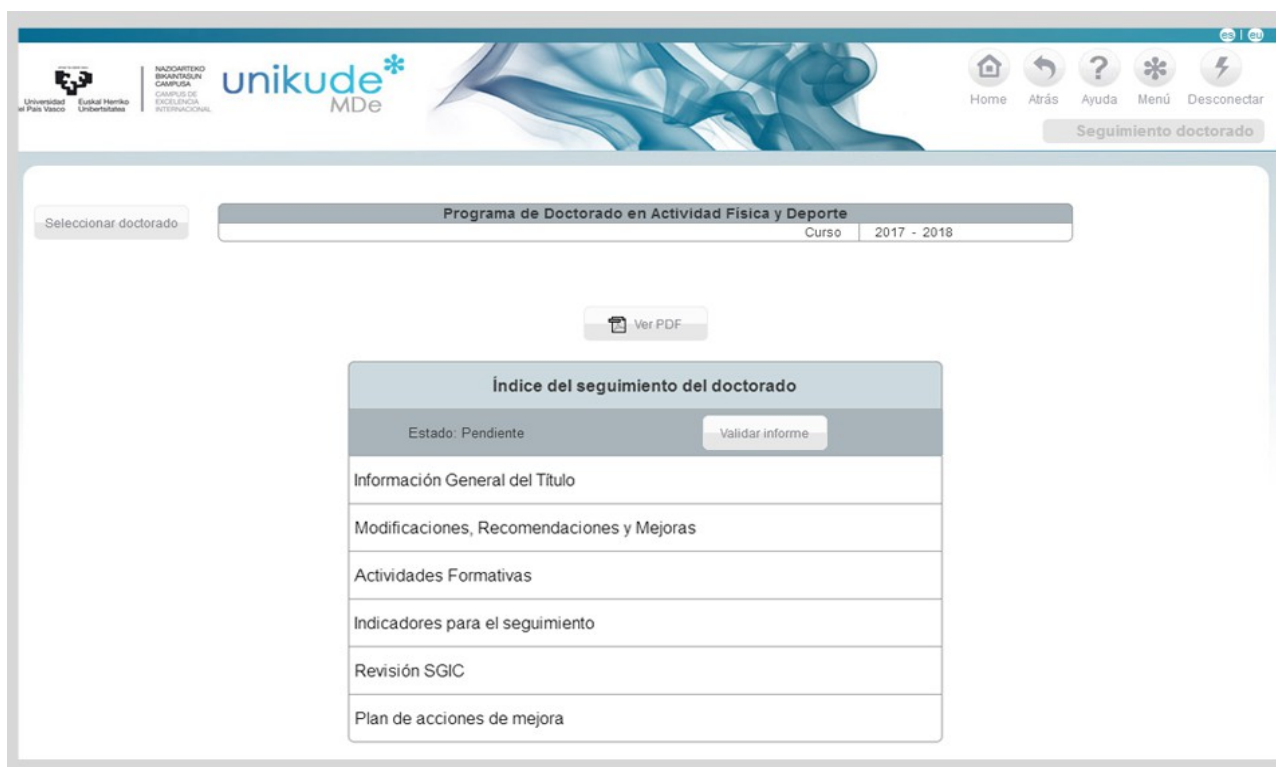 es | eu
Universidad
del País Vasco
Euskal Herriko
Unibertsitatea
NAZIOARTEKO
BIKAINTASUN
CAMPUSA
CAMPUS DE
EXCELENCIA
INTERNACIONAL
unikude*
MDe
Home Atrás Ayuda Menú Desconectar
Seguimiento doctorado
Seleccionar doctorado
Programa de Doctorado en Actividad Física y Deporte
Curso 2017 - 2018
Ver PDF
Índice del seguimiento del doctorado
Estado: Pendiente Validar informe
Información General del Título
Modificaciones, Recomendaciones y Mejoras
Actividades Formativas
Indicadores para el seguimiento
Revisión SGIC
Plan de acciones de mejora